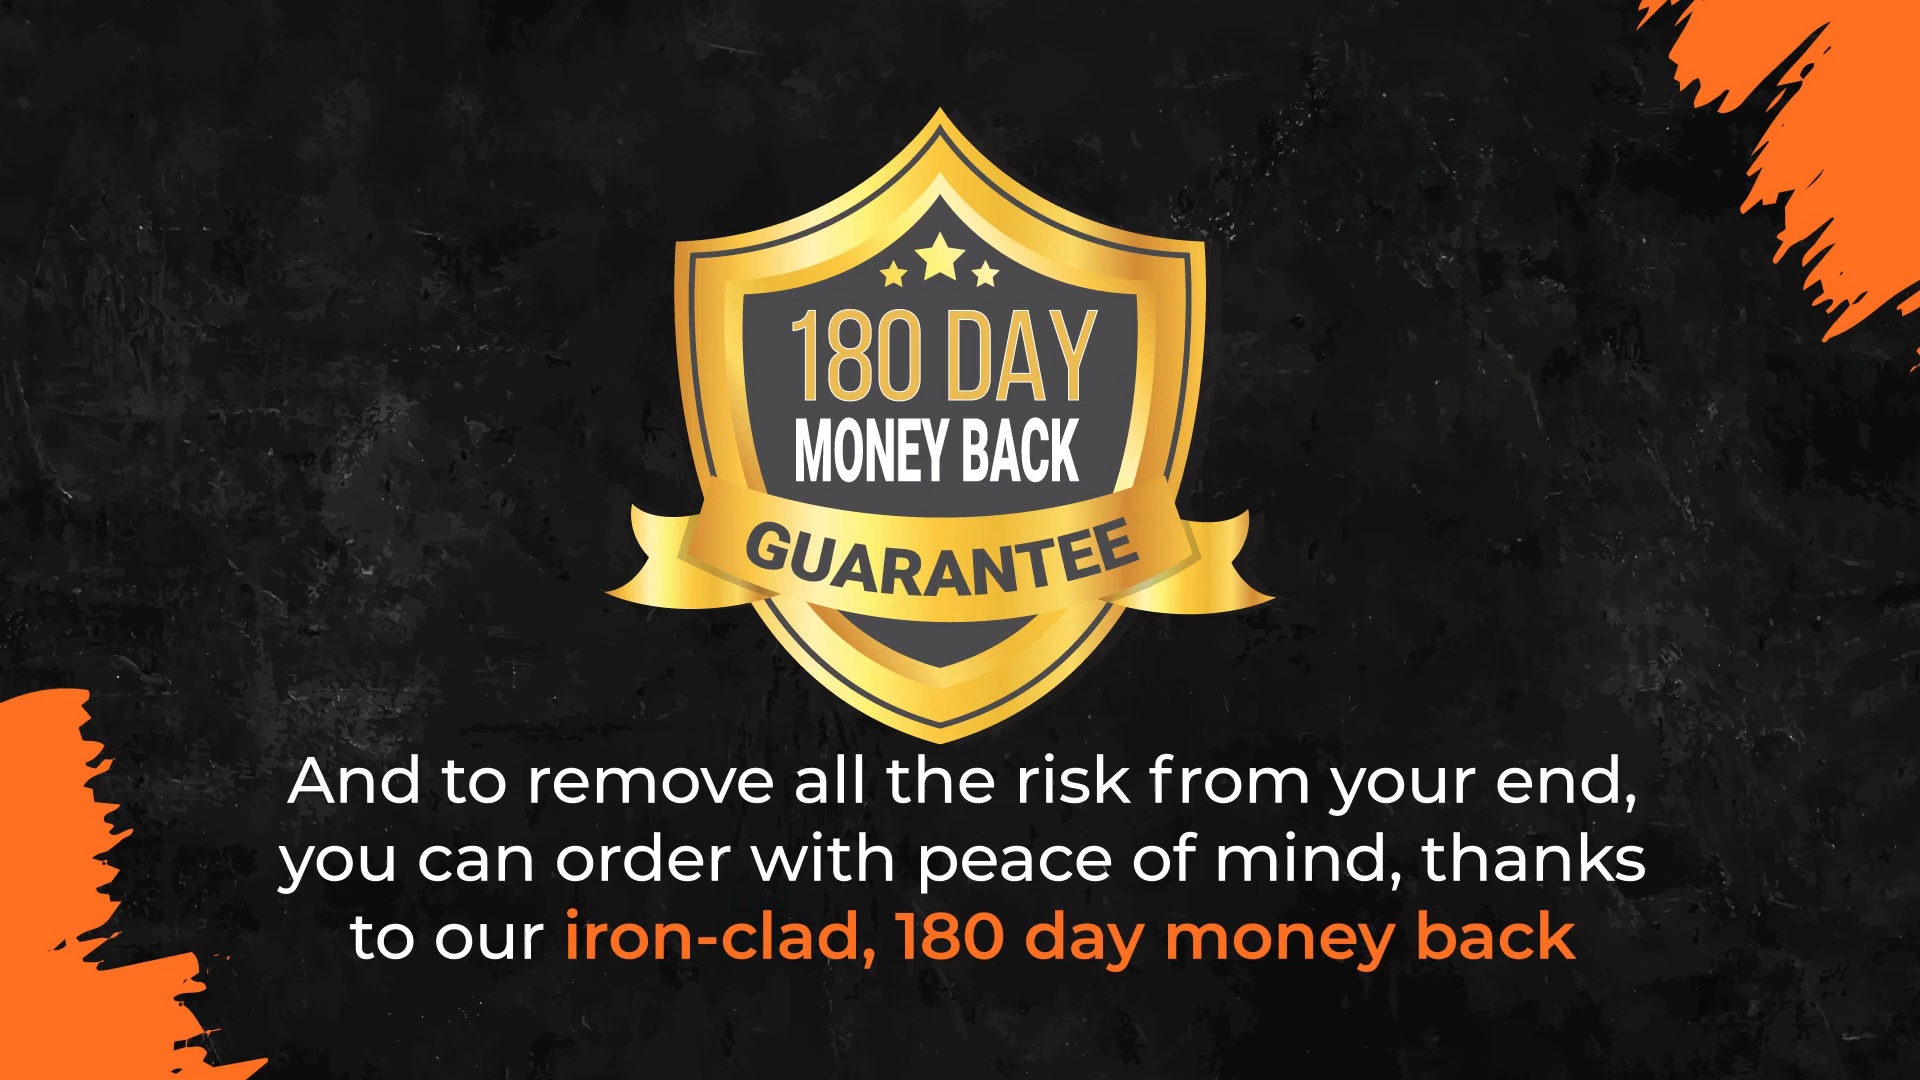 180 DAY
MONEY BACK
GUARANTEE
And to remove all the risk from your end,
you can order with peace of mind, thanks
to our iron-clad, 180 day money back